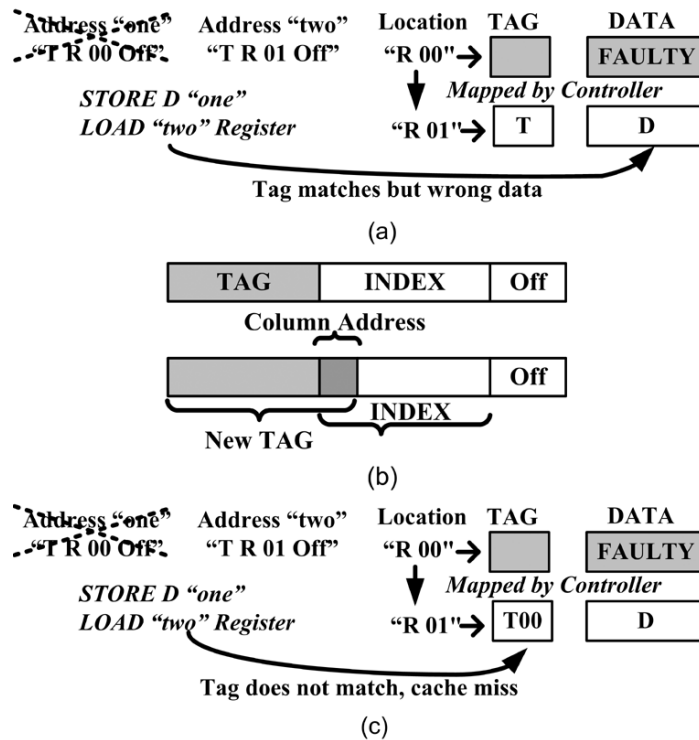 Address “one” Address “two” Location TAG DATA
“T R 00 Off” “T R 01 Off” “R 00" FAULTY
Mapped by Controller
STORE D “one”
LOAD “two” Register “R 01" T D
Tag matches but wrong data
(a)
TAG INDEX Off
Column Address
Off
INDEX
New TAG
(b)
Address “one” Address “two” Location TAG DATA
“T R 00 Off” “T R 01 Off” “R 00" FAULTY
Mapped by Controller
STORE D “one”
LOAD “two” Register “R 01" T00 D
Tag does not match, cache miss
(c)